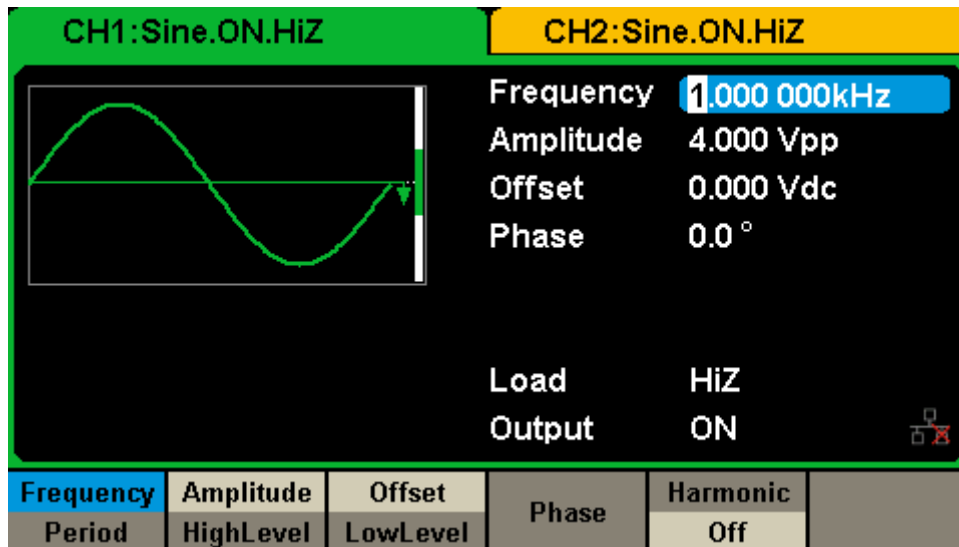 CH1:Sine.ON.HiZ
CH2:Sine.ON.HiZ
Frequency 1.000 000kHz
Amplitude 4.000 Vpp
Offset 0.000 Vdc
Phase 0.0 °
Load HiZ
Output ON
Frequency Amplitude Offset Phase Harmonic
Period HighLevel LowLevel Off